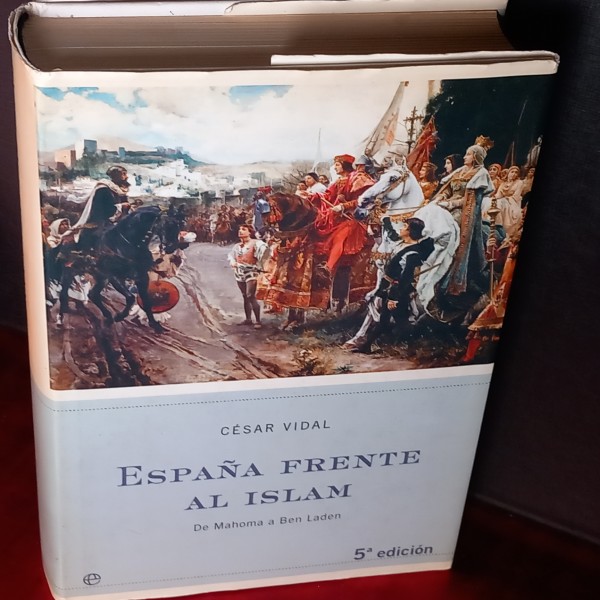 CÉSAR VIDAL
ESPAÑA FRENTE
AL ISLAM
De Mahoma a Ben Laden
5ª edición